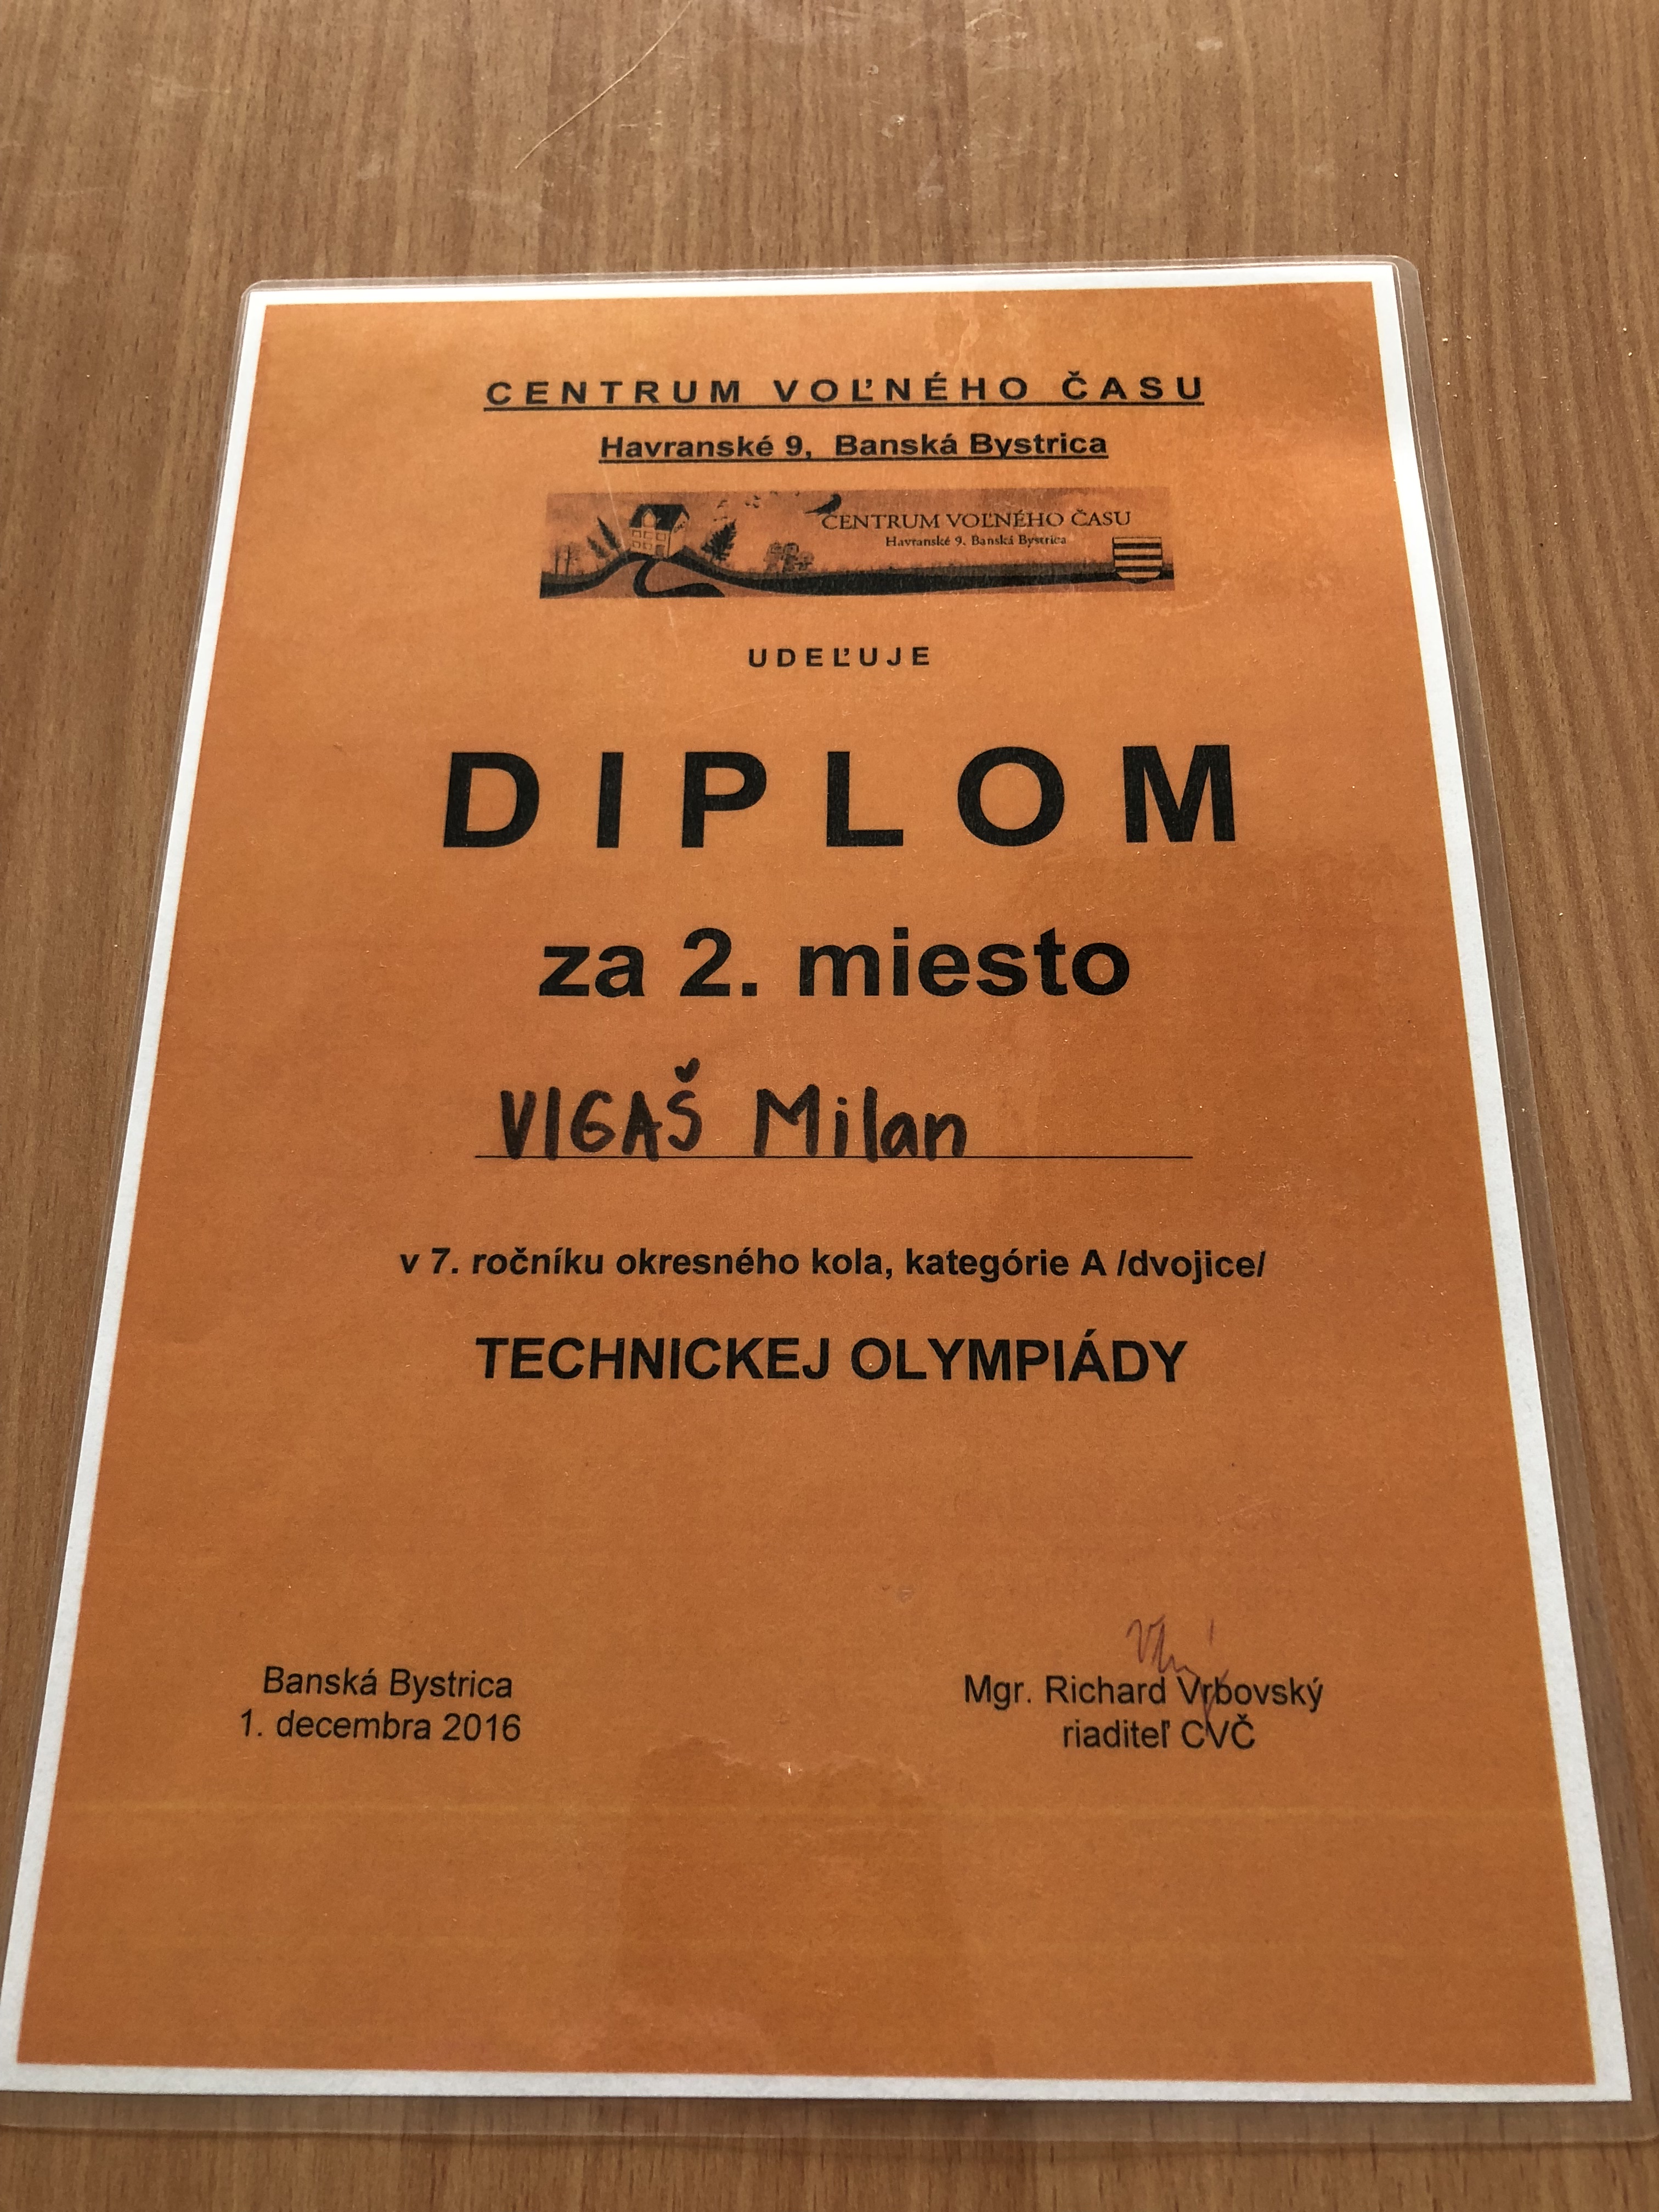 CENTRUM VOĽNÉHO ČASU
Havranské 9, Banská Bystrica
CENTRUM VOĽNÉHO ČASU
Havranské 9, Banská Bystrica
UDEĽUJE
DIPLOM
za 2. miesto
VIGAŠ Milan
v 7. ročníku okresného kola, kategórie A /dvojice/
TECHNICKEJ OLYMPIÁDY
Banská Bystrica
1. decembra 2016
Mgr. Richard Vrbovský
riaditeľ CVČ